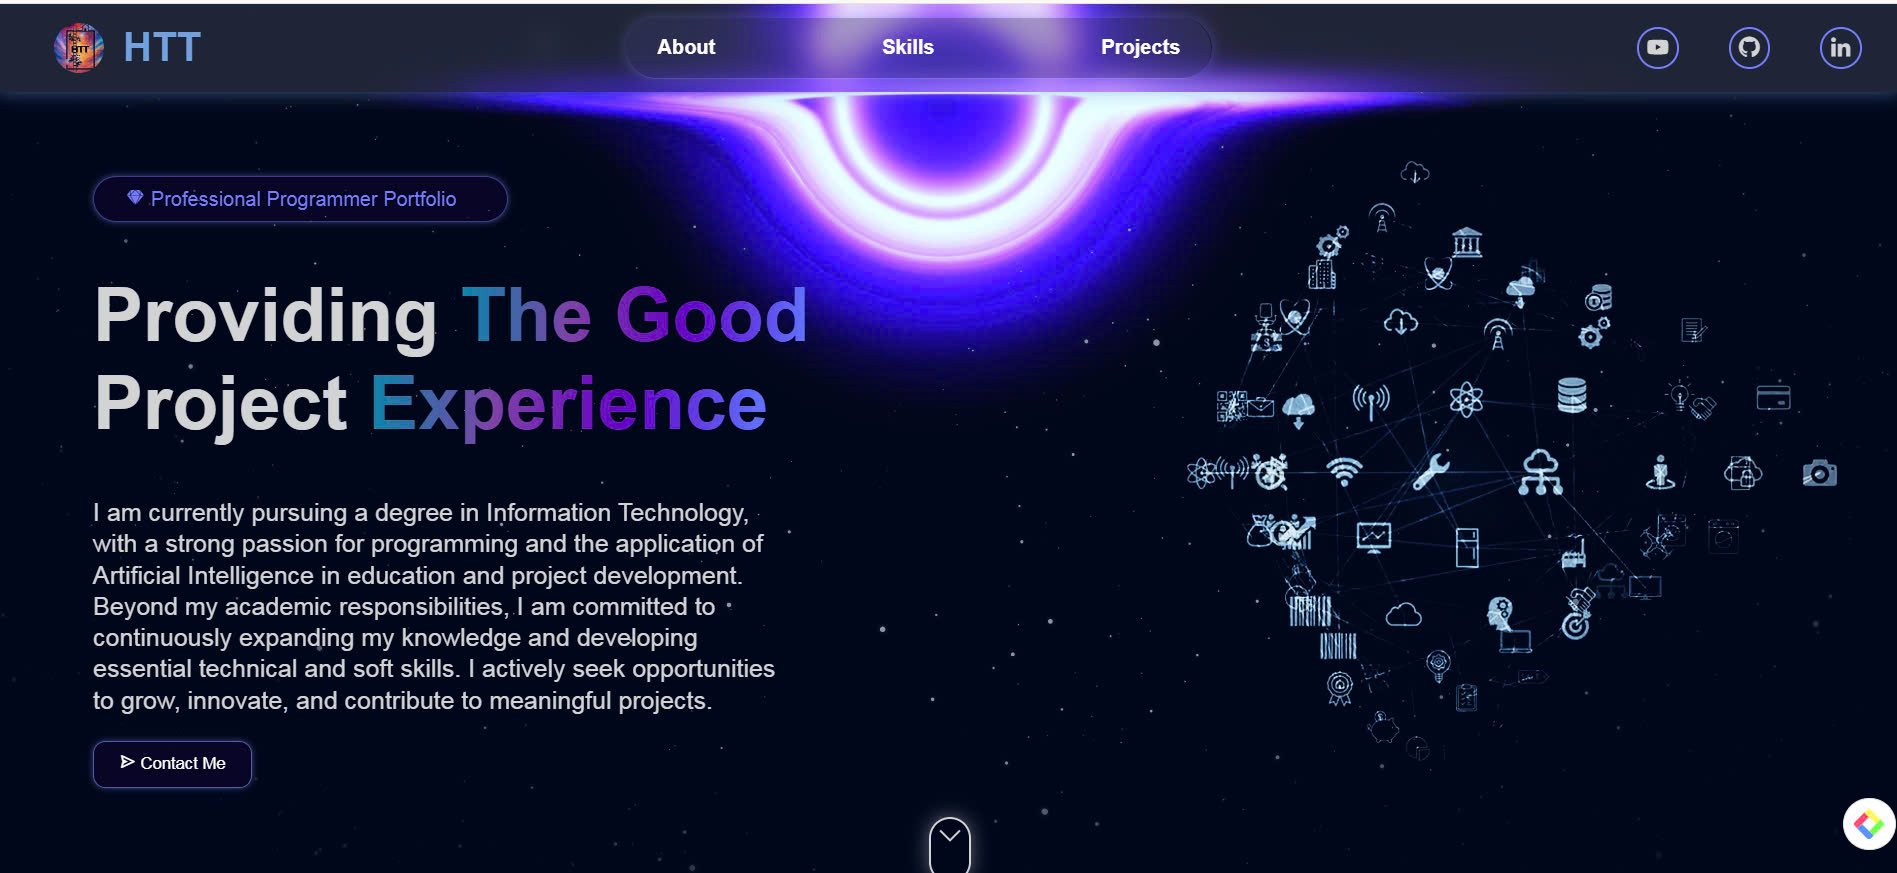 HTT
HTT
About
Skills
Projects
in
Professional Programmer Portfolio
Providing The Good
Project Experience
I am currently pursuing a degree in Information Technology,
with a strong passion for programming and the application of
Artificial Intelligence in education and project development.
Beyond my academic responsibilities, I am committed to
continuously expanding my knowledge and developing
essential technical and soft skills. I actively seek opportunities
to grow, innovate, and contribute to meaningful projects.
Contact Me